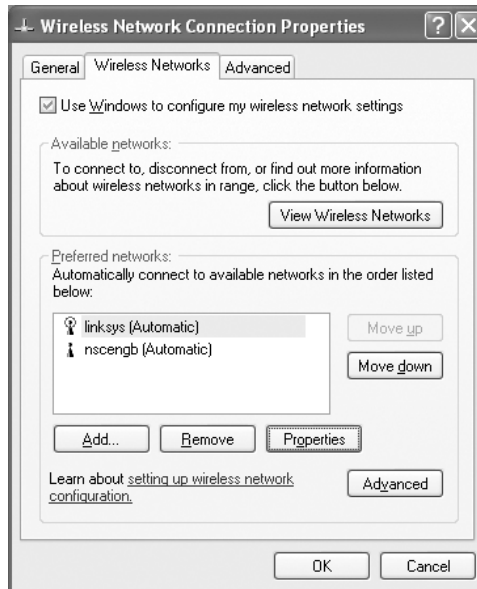 Wireless Network Connection Properties
General Wireless Networks Advanced
Use Windows to configure my wireless network settings
Available networks:
To connect to, disconnect from, or find out more information
about wireless networks in range, click the button below.
View Wireless Networks
Preferred networks:
Automatically connect to available networks in the order listed
below:
linksys (Automatic)
nscengb (Automatic)
Move up
Move down
Add... Remove Properties
Learn about setting up wireless network
configuration.
Advanced
OK Cancel